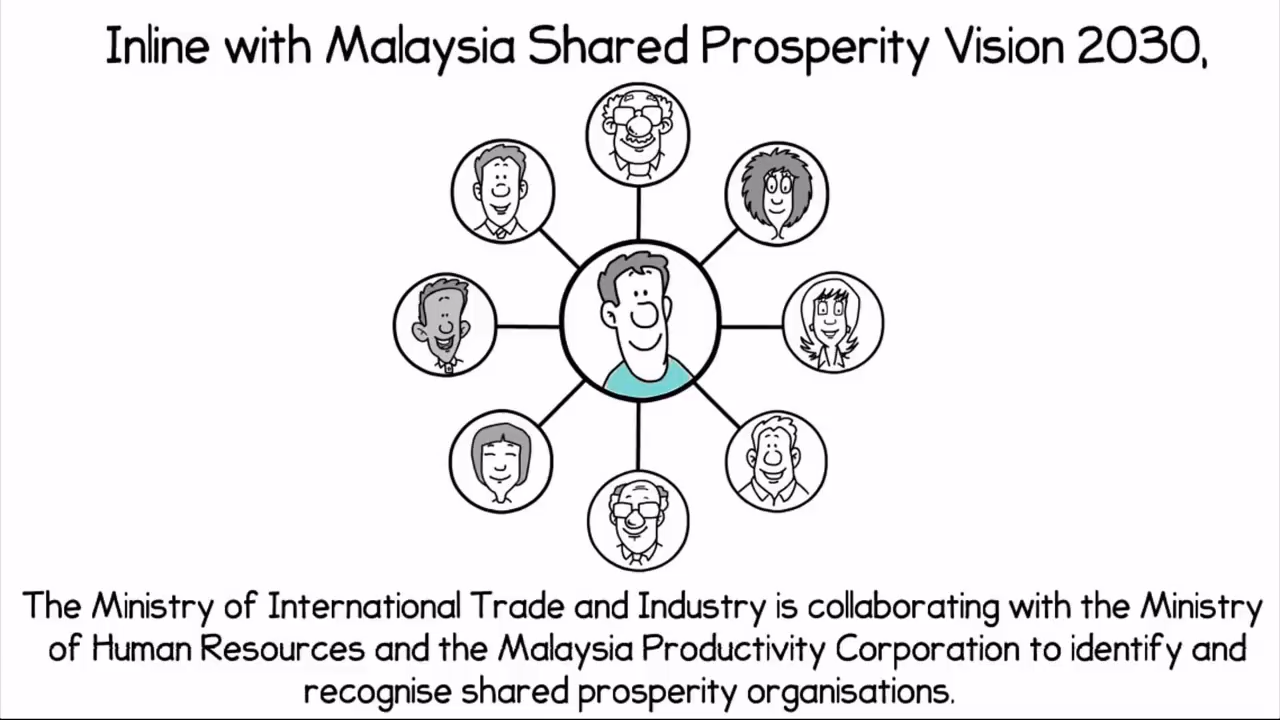 Inline with Malaysia Shared Prosperity Vision 2030,
The Ministry of International Trade and Industry is collaborating with the Ministry
of Human Resources and the Malaysia Productivity Corporation to identify and
recognise shared prosperity organisations.